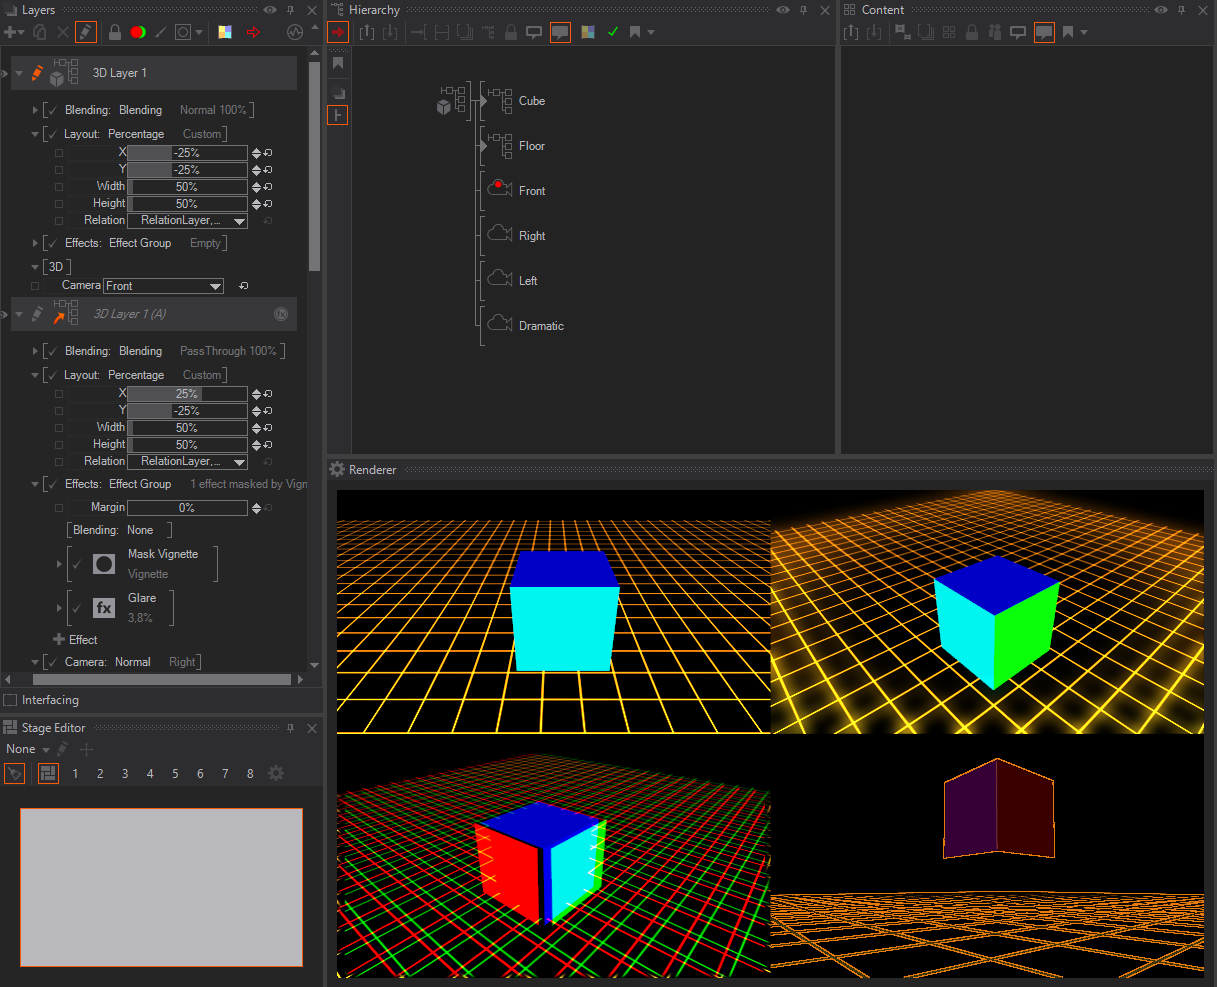 Layers
3D Layer 1
Blending: Blending Normal 100%
Layout: Percentage Custom
X -25%
Y -25%
Width 50%
Height 50%
Relation RelationLayer,...
Effects: Effect Group Empty
3D
Camera Front
3D Layer 1 (A)
fx
Blending: Blending PassThrough 100%
Layout: Percentage Custom
X 25%
Y -25%
Width 50%
Height 50%
Relation RelationLayer,...
Effects: Effect Group 1 effect masked by Vign
Margin 0%
Blending: None
Mask Vignette
Vignette
fx
Glare
3,8%
Effect
Camera: Normal Right
Interfacing
Stage Editor
None
1 2 3 4 5 6 7 8
Hierarchy
Cube
Floor
Front
Right
Left
Dramatic
Content
Renderer